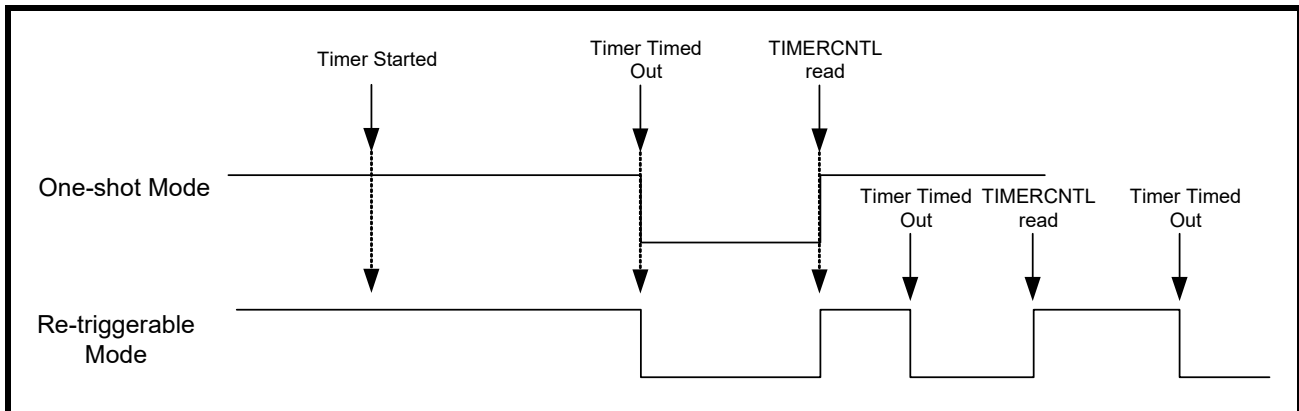 Timer Started
Timer Timed
Out
TIMERCNTL
read
One-shot Mode
Timer Timed
Out
TIMERCNTL
read
Timer Timed
Out
Re-triggerable
Mode